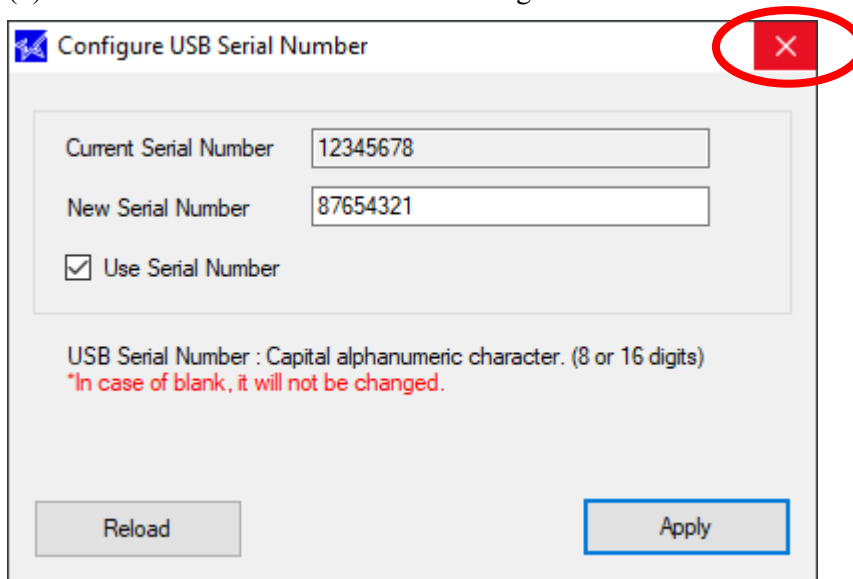 Configure USB Serial Number
Current Serial Number 12345678
New Serial Number 87654321
Use Serial Number
USB Serial Number : Capital alphanumeric character. (8 or 16 digits)
*In case of blank, it will not be changed.
Reload Apply